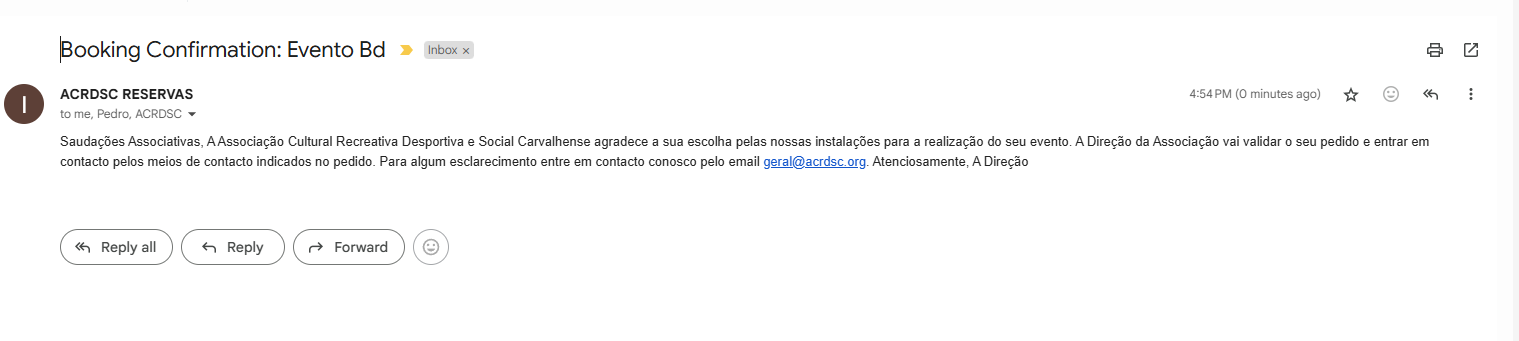 Booking Confirmation: Evento Bd Inbox ×
I
ACRDSC RESERVAS 4:54 PM (0 minutes ago)
to me, Pedro, ACRDSC
Saudações Associativas, A Associação Cultural Recreativa Desportiva e Social Carvalhense agradece a sua escolha pelas nossas instalações para a realização do seu evento. A Direção da Associação vai validar o seu pedido e entrar em
contacto pelos meios de contacto indicados no pedido. Para algum esclarecimento entre em contacto conosco pelo email geral@acrdsc.org. Atenciosamente, A Direção
Reply all Reply Forward